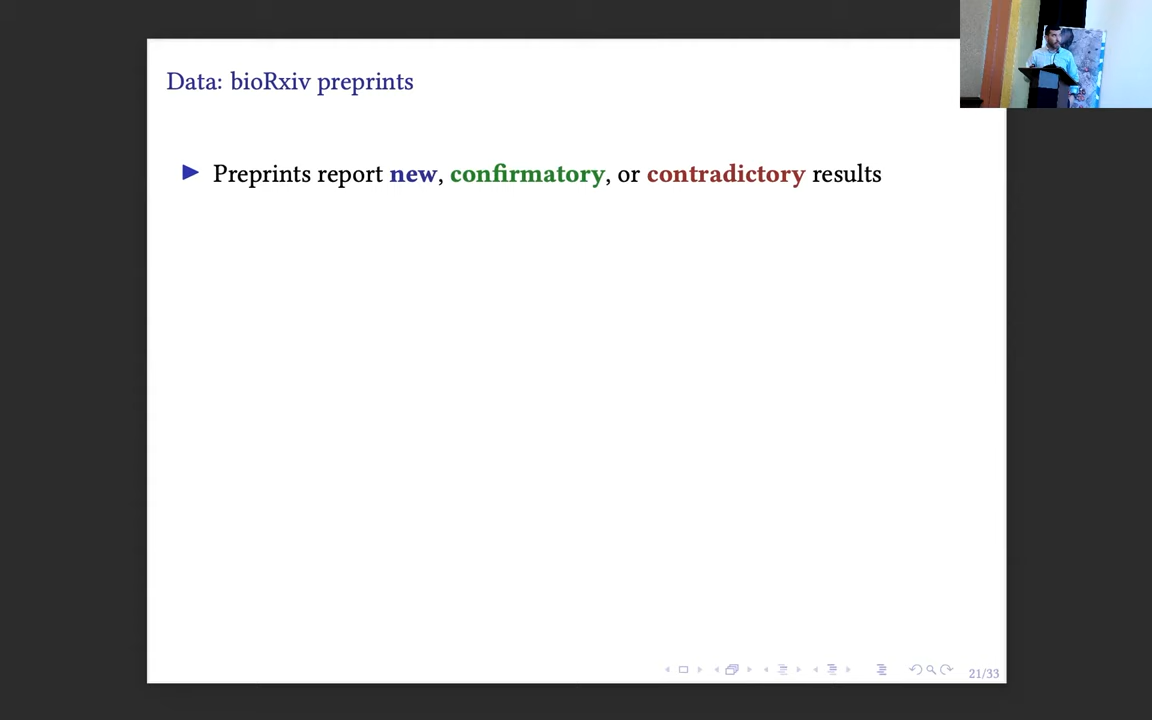 Data: bioRxiv preprints
Preprints report new, confirmatory, or contradictory results
21/33